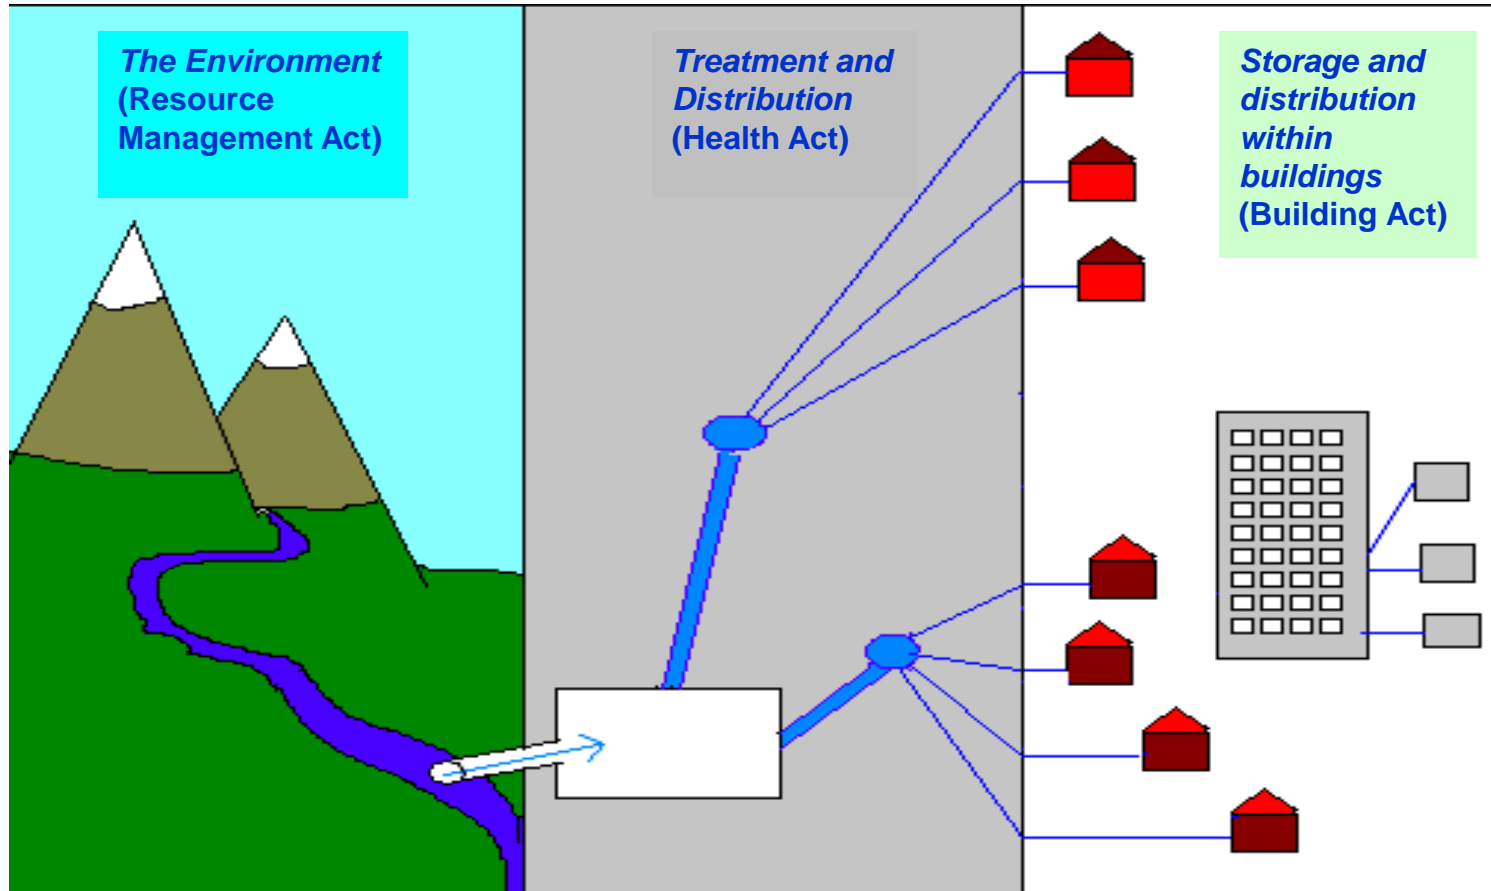 The Environment
(Resource
Management Act)
Treatment and
Distribution
(Health Act)
Storage and
distribution
within
buildings
(Building Act)